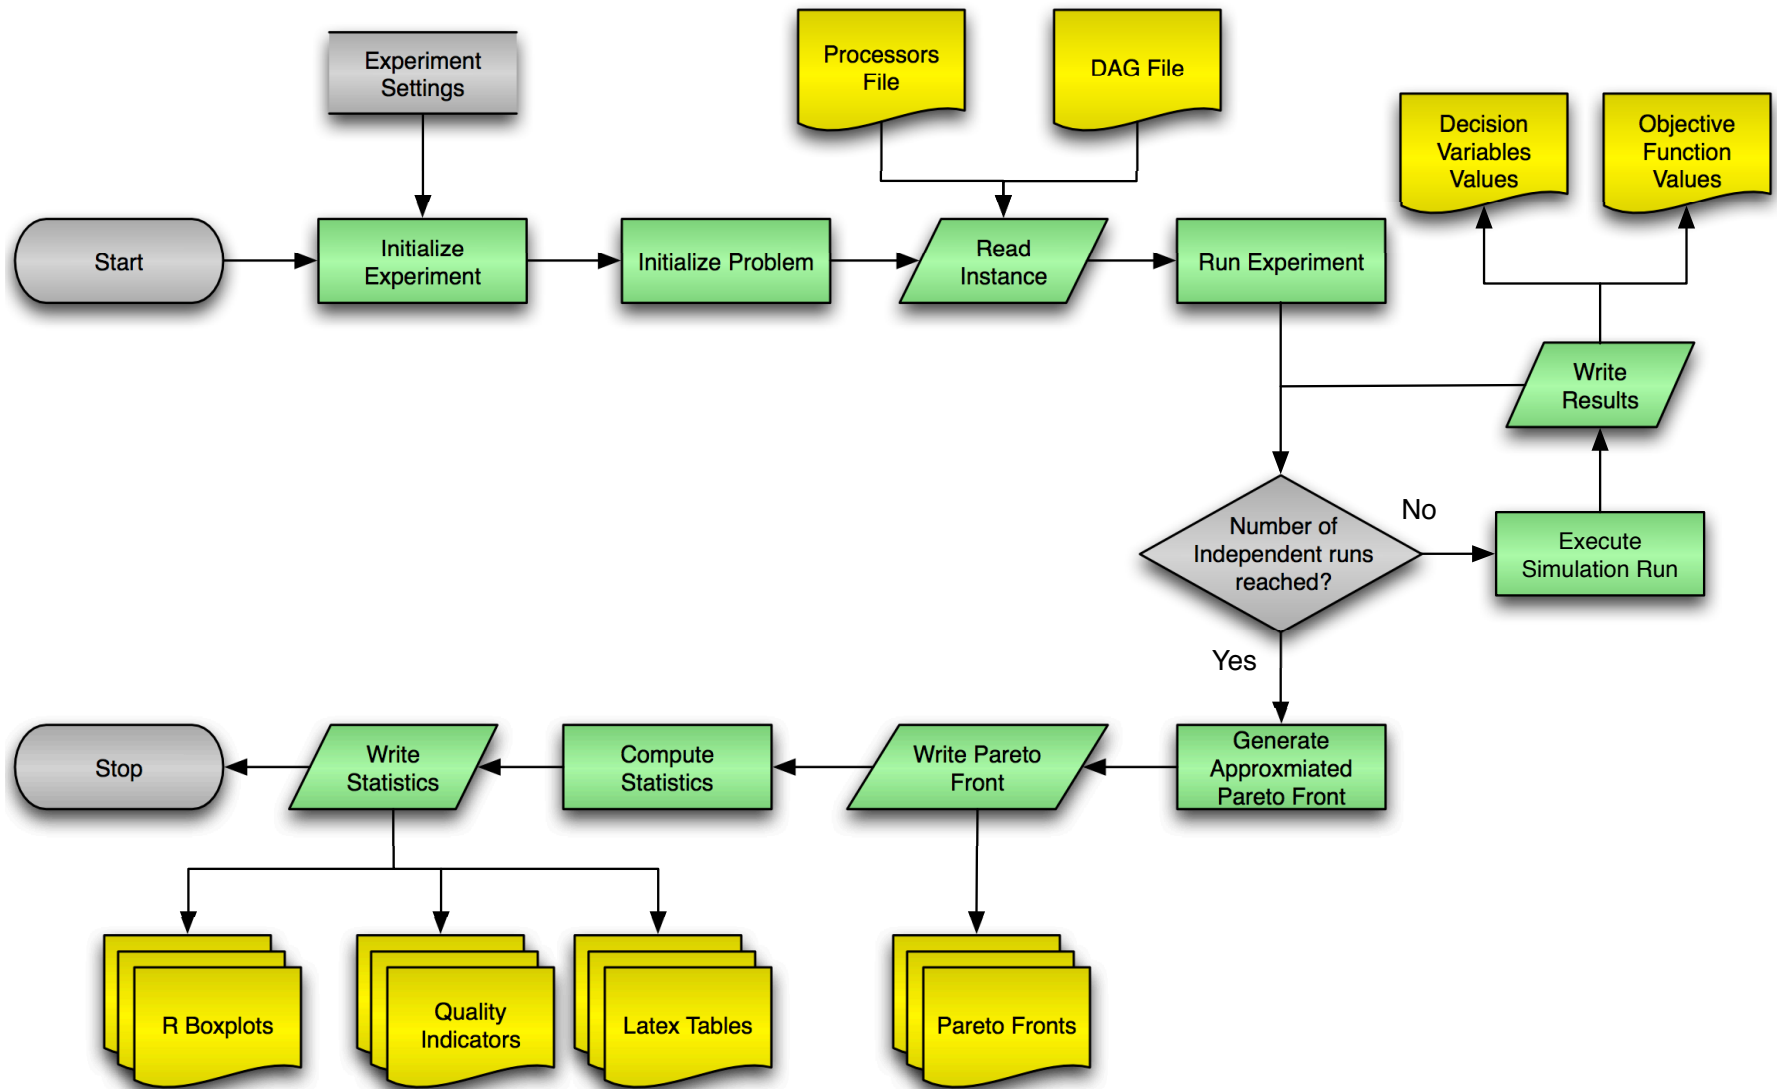 Experiment
Settings
Processors
File
DAG File
Decision
Variables
Values
Objective
Function
Values
Start
Initialize
Experiment
Initialize Problem
Read
Instance
Run Experiment
Write
Results
Number of
Independent runs
reached?
No
Execute
Simulation Run
Yes
Stop
Write
Statistics
Compute
Statistics
Write Pareto
Front
Generate
Approxmiated
Pareto Front
R Boxplots
Quality
Indicators
Latex Tables
Pareto Fronts